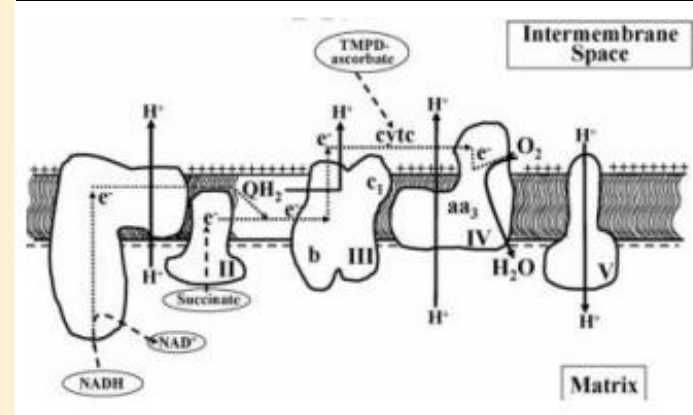 Intermembrane
Space
TMPD-
ascorbate
H⁺
H⁺
H⁺
H⁺
e⁻
cytc
e⁻
O₂
e⁻
QH₂
e⁻
e⁻
c₁
aa₃
IV
b
III
II
H₂O
V
H⁺
Succinate
H⁺
H⁺
NAD⁺
NADH
Matrix